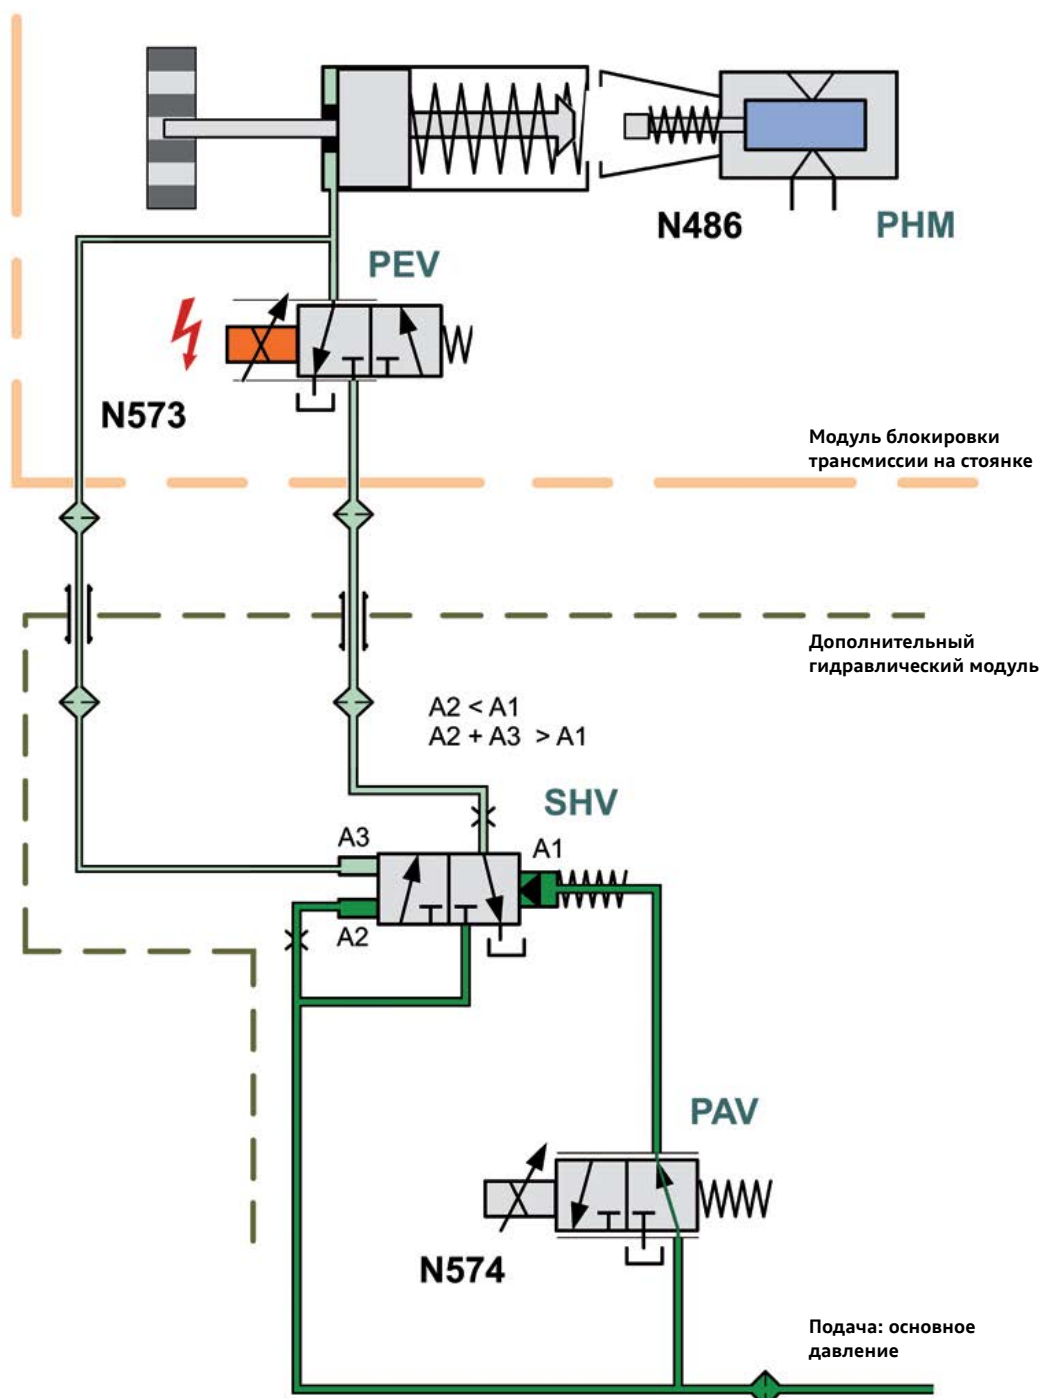 N486
PHM
PEV
N573
Модуль блокировки
трансмиссии на стоянке
Дополнительный
гидравлический модуль
A2 < A1
A2 + A3 > A1
SHV
A3
A1
A2
PAV
N574
Подача: основное
давление